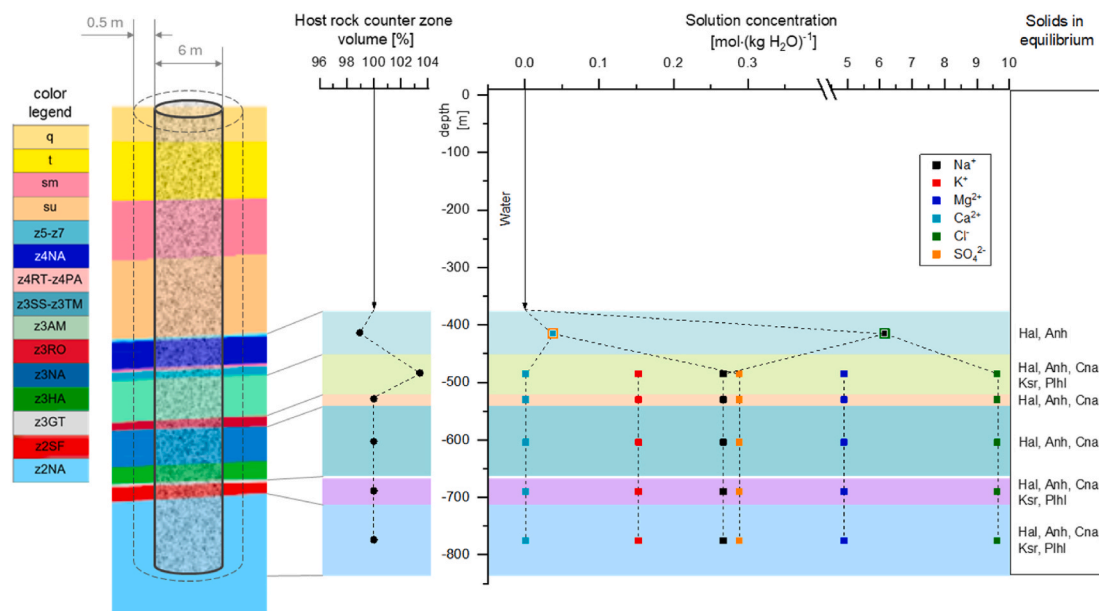 0.5 m
6 m
color
legend
q
t
sm
su
z5-z7
z4NA
z4RT-z4PA
z3SS-z3TM
z3AM
z3RO
z3NA
z3HA
z3GT
z2SF
z2NA
Host rock counter zone
volume [%]
96 98 100 102 104
Solution concentration
[mol·(kg H₂O)⁻¹]
0.0 0.1 0.2 0.3 5 6 7 8 9 10
depth
[m]
0
-100
-200
-300
-400
-500
-600
-700
-800
Water
Na⁺
K⁺
Mg²⁺
Ca²⁺
Cl⁻
SO₄²⁻
Solids in
equilibrium
Hal, Anh
Hal, Anh, Cna
Ksr, Plhl
Hal, Anh, Cna
Hal, Anh, Cna
Hal, Anh, Cna
Ksr, Plhl
Hal, Anh, Cna
Ksr, Plhl